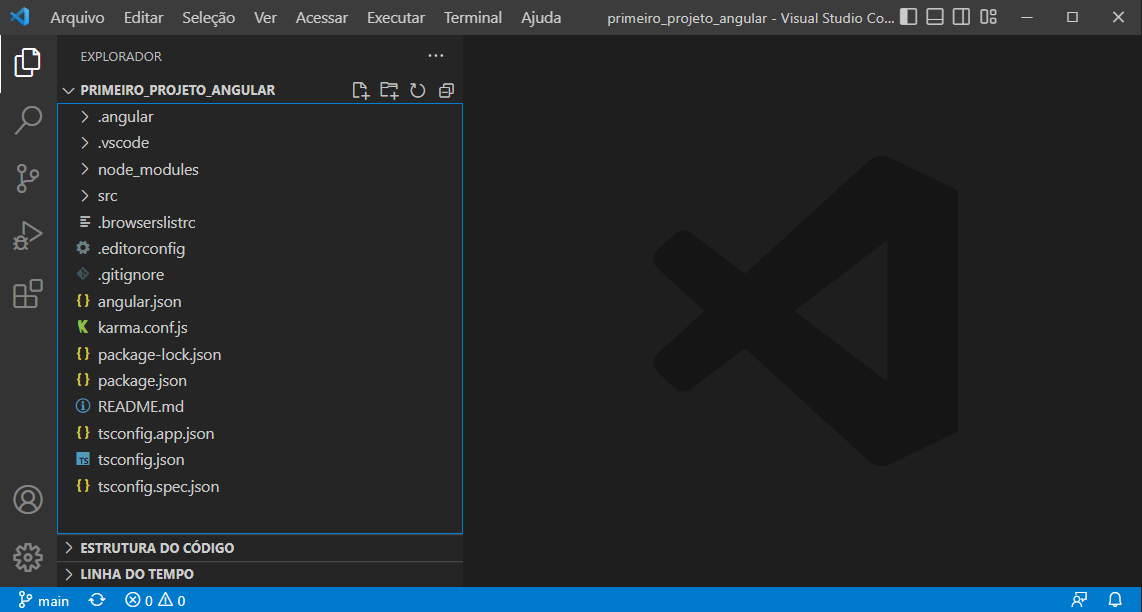 Arquivo Editar Seleção Ver Acessar Executar Terminal Ajuda primeiro_projeto_angular - Visual Studio Co...
EXPLORADOR
PRIMEIRO_PROJETO_ANGULAR
.angular
.vscode
node_modules
src
.browserslistrc
.editorconfig
.gitignore
{} angular.json
K karma.conf.js
{} package-lock.json
{} package.json
README.md
{} tsconfig.app.json
TS tsconfig.json
{} tsconfig.spec.json
ESTRUTURA DO CÓDIGO
LINHA DO TEMPO
main 0 0